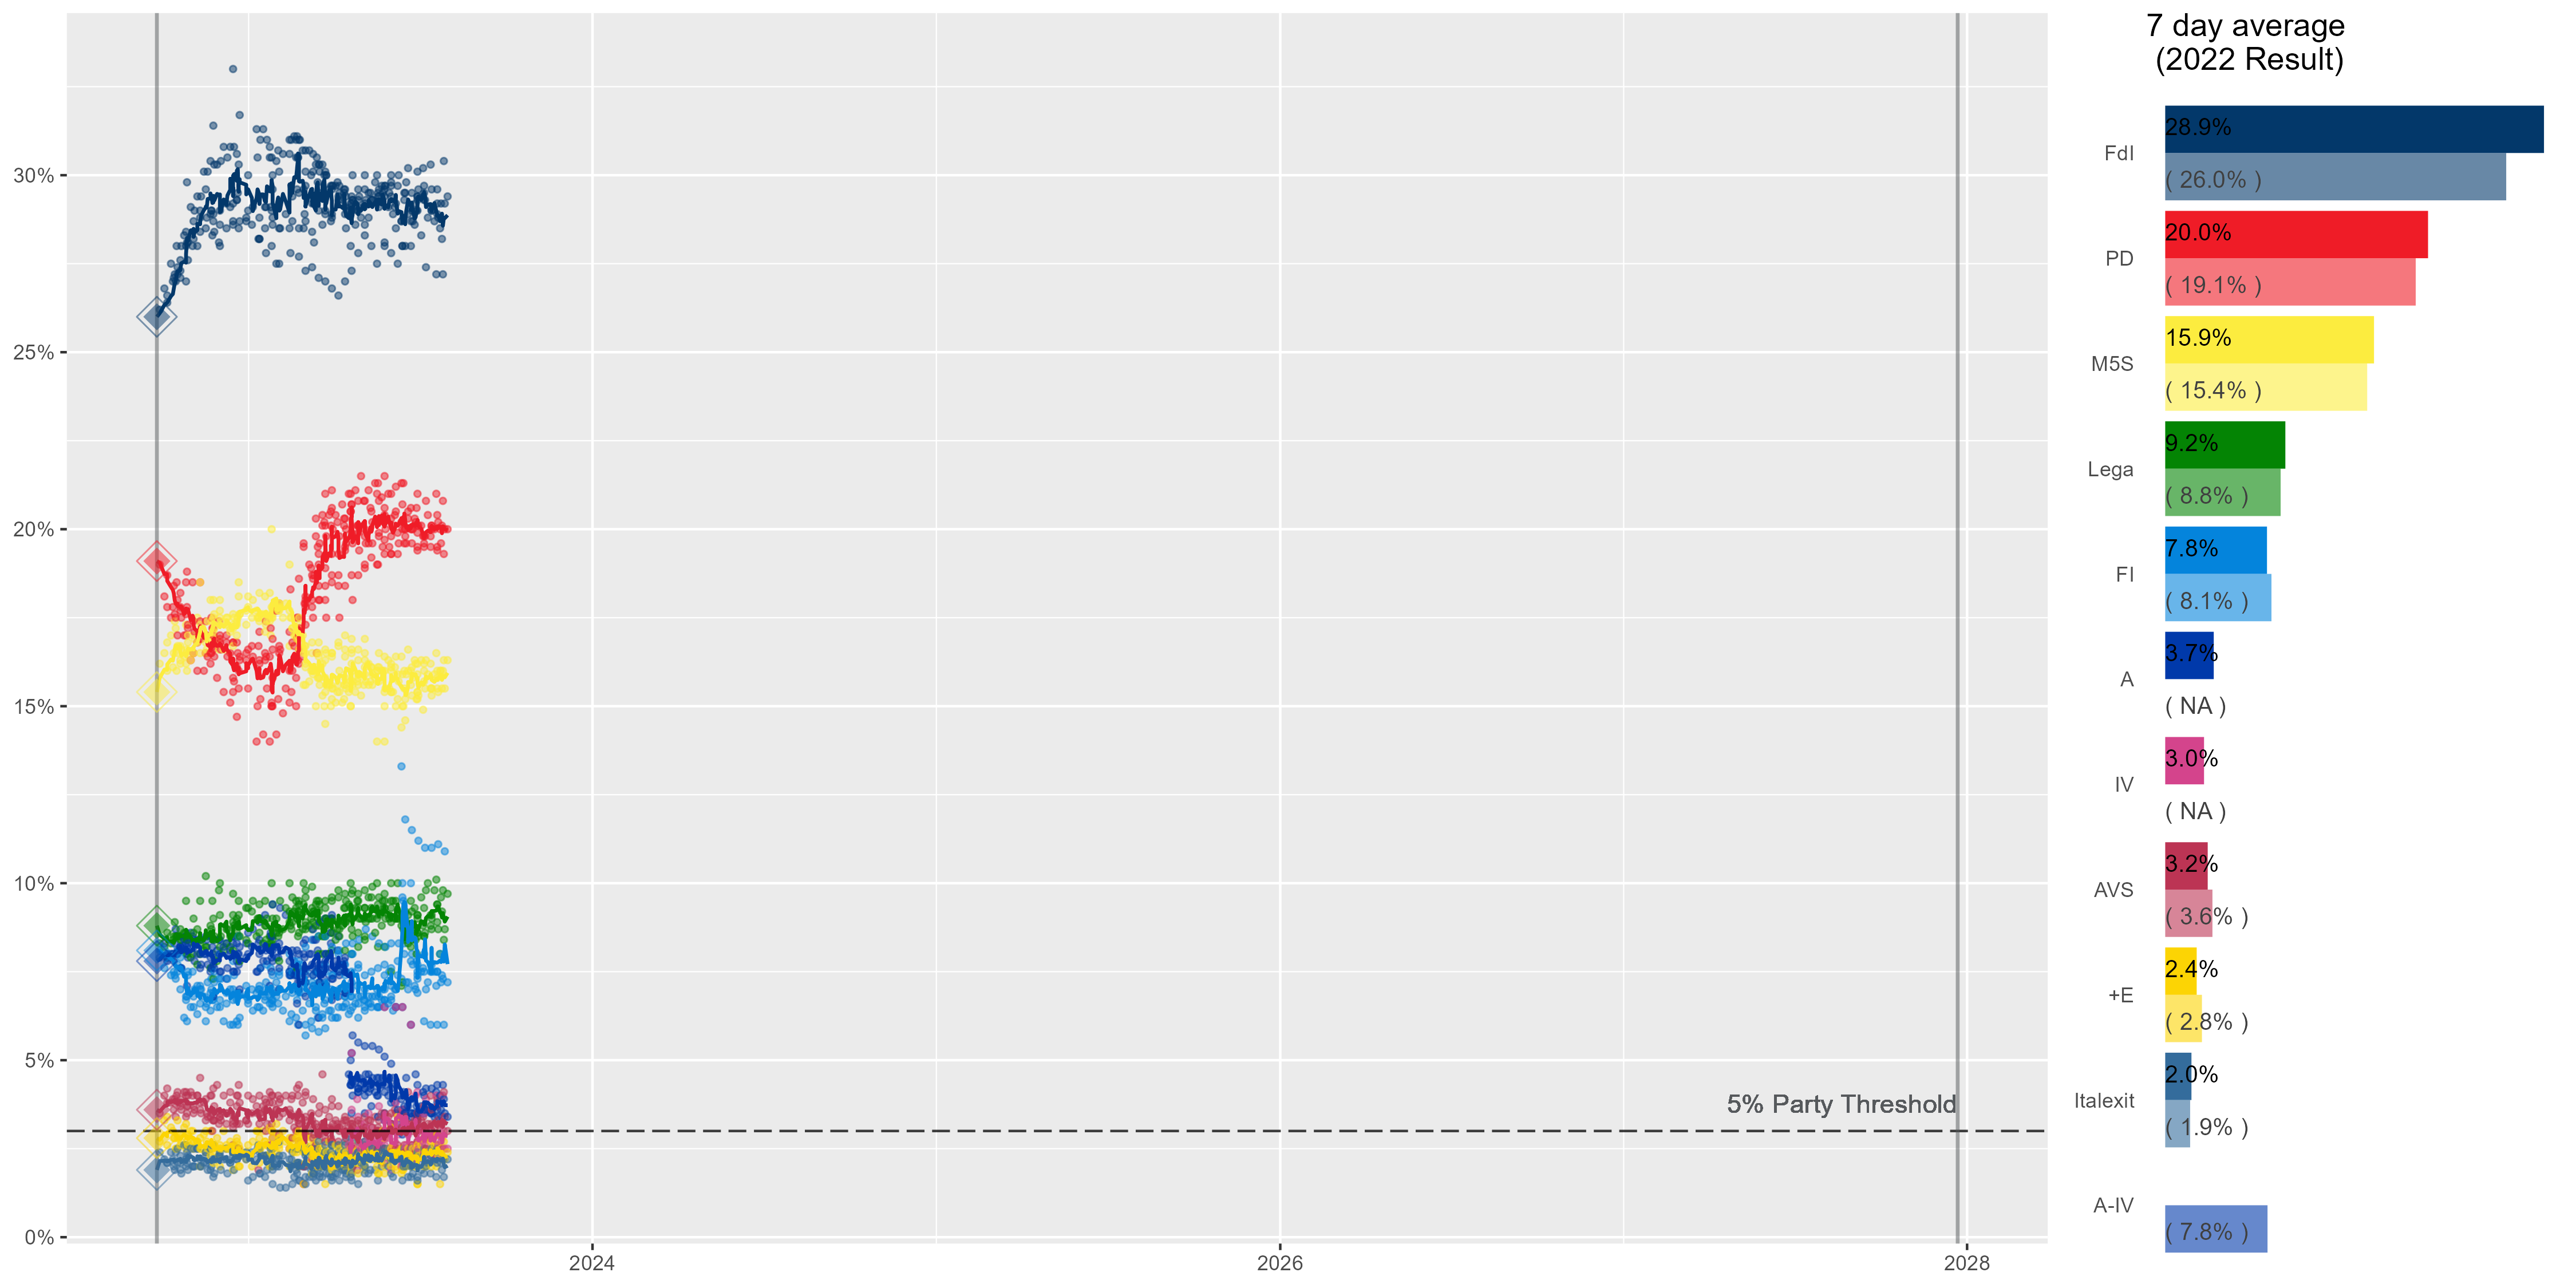 7 day average
(2022 Result)
30%
25%
20%
15%
10%
5%
0%
2024
2026
2028
5% Party Threshold
FdI
28.9%
( 26.0% )
PD
20.0%
( 19.1% )
M5S
15.9%
( 15.4% )
Lega
9.2%
( 8.8% )
FI
7.8%
( 8.1% )
A
3.7%
( NA )
IV
3.0%
( NA )
AVS
3.2%
( 3.6% )
+E
2.4%
( 2.8% )
Italexit
2.0%
( 1.9% )
A-IV
( 7.8% )